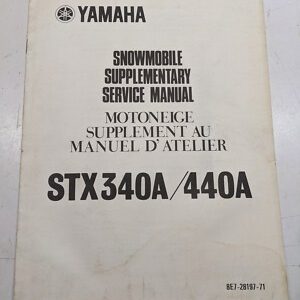 YAMAHA
SNOWMOBILE
SUPPLEMENTARY
SERVICE MANUAL
MOTONEIGE
SUPPLEMENT AU
MANUEL D'ATELIER
STX340A/440A
8E7-28197-71